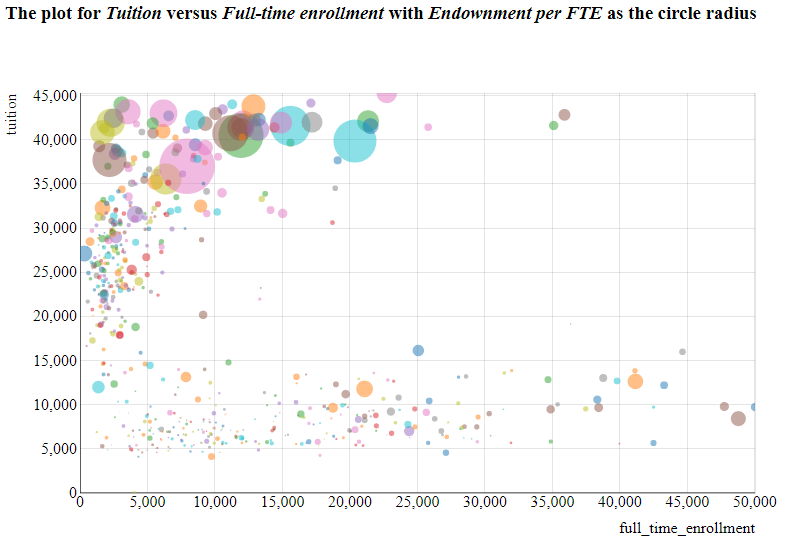 The plot for Tuition versus Full-time enrollment with Endownment per FTE as the circle radius
tuition
45,000
40,000
35,000
30,000
25,000
20,000
15,000
10,000
5,000
0
0 5,000 10,000 15,000 20,000 25,000 30,000 35,000 40,000 45,000 50,000
full_time_enrollment